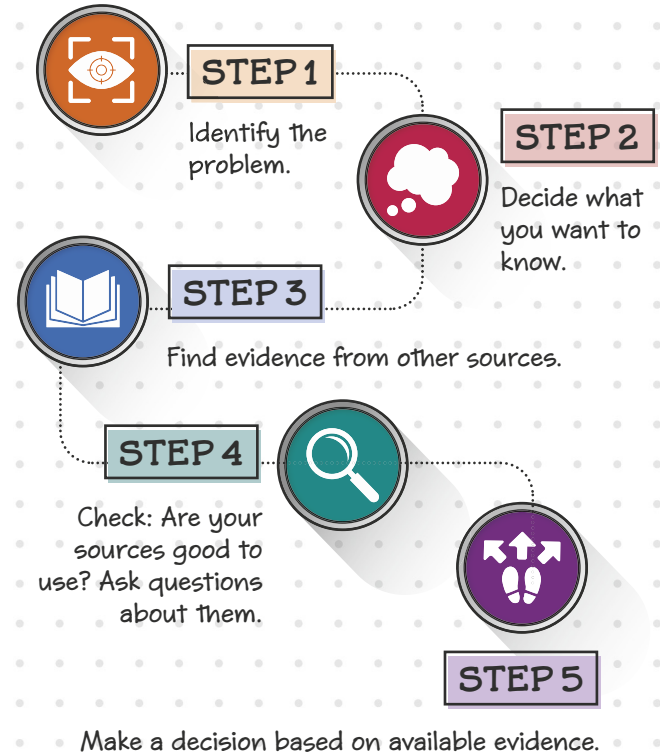 STEP 1
Identify the
problem.
STEP 2
Decide what
you want to
know.
STEP 3
Find evidence from other sources.
STEP 4
Check: Are your
sources good to
use? Ask questions
about them.
STEP 5
Make a decision based on available evidence.